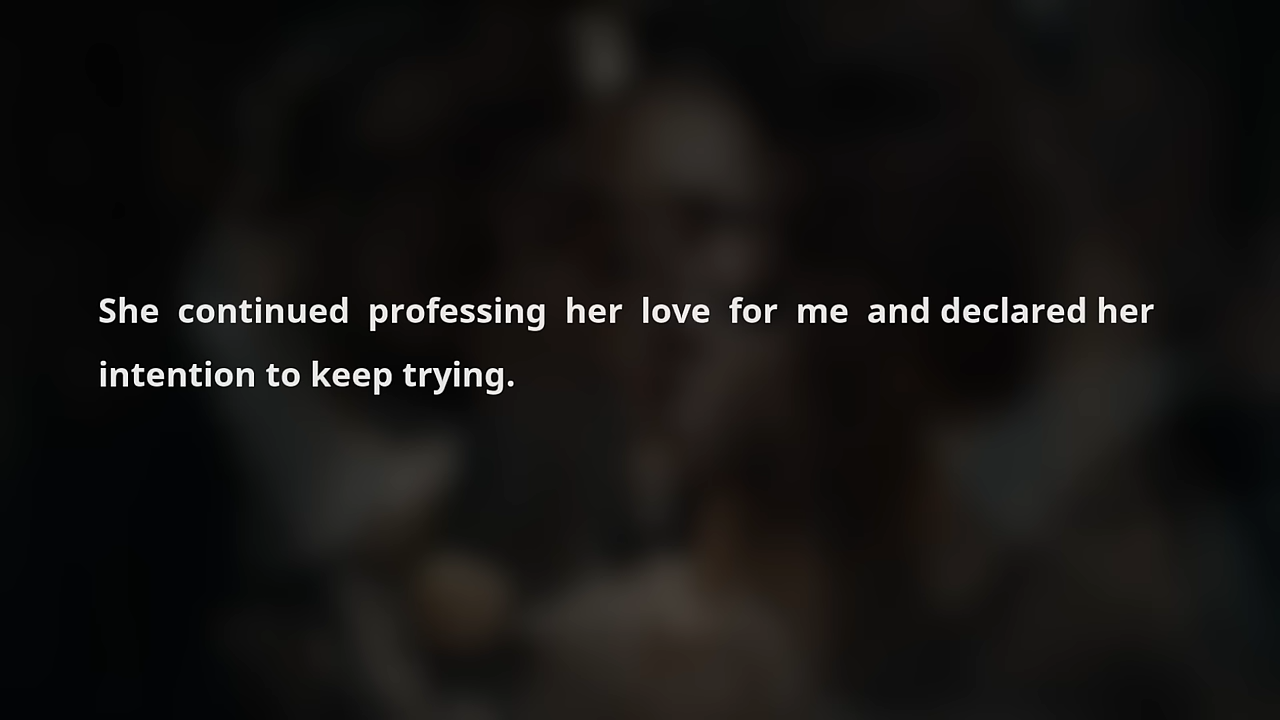 She continued professing her love for me and declared her
intention to keep trying.